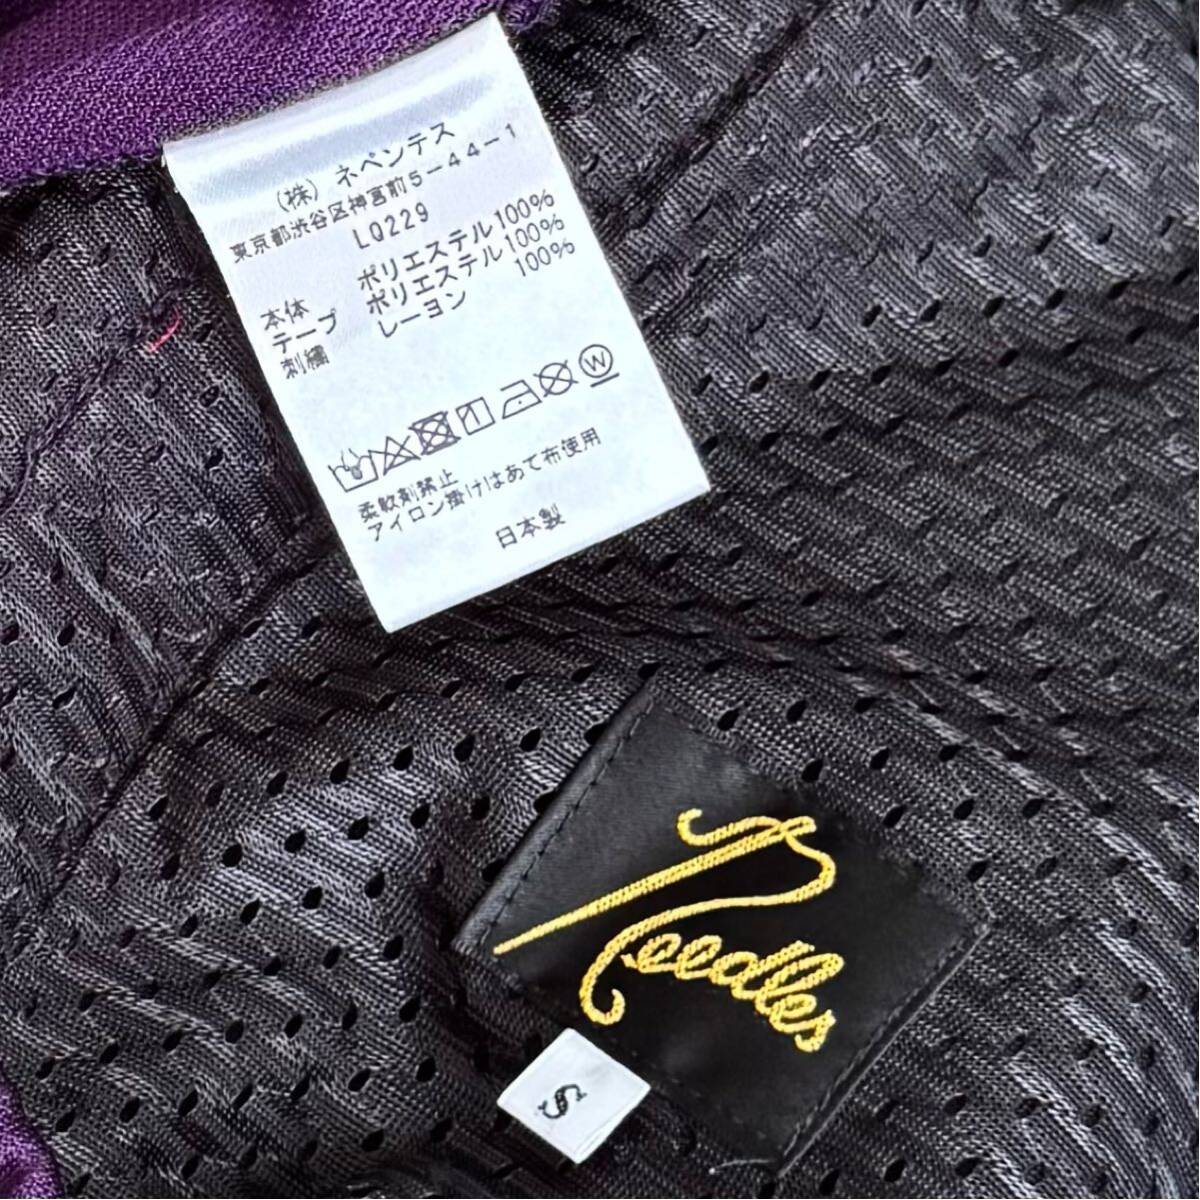 (株) ネペンテス
東京都渋谷区神宮前5-44-1
LQ229
本体 ポリエステル100%
テープ ポリエステル100%
刺繍 レーヨン 100%
W
柔軟剤禁止
アイロン掛けはあて布使用
日本製
Needles
S